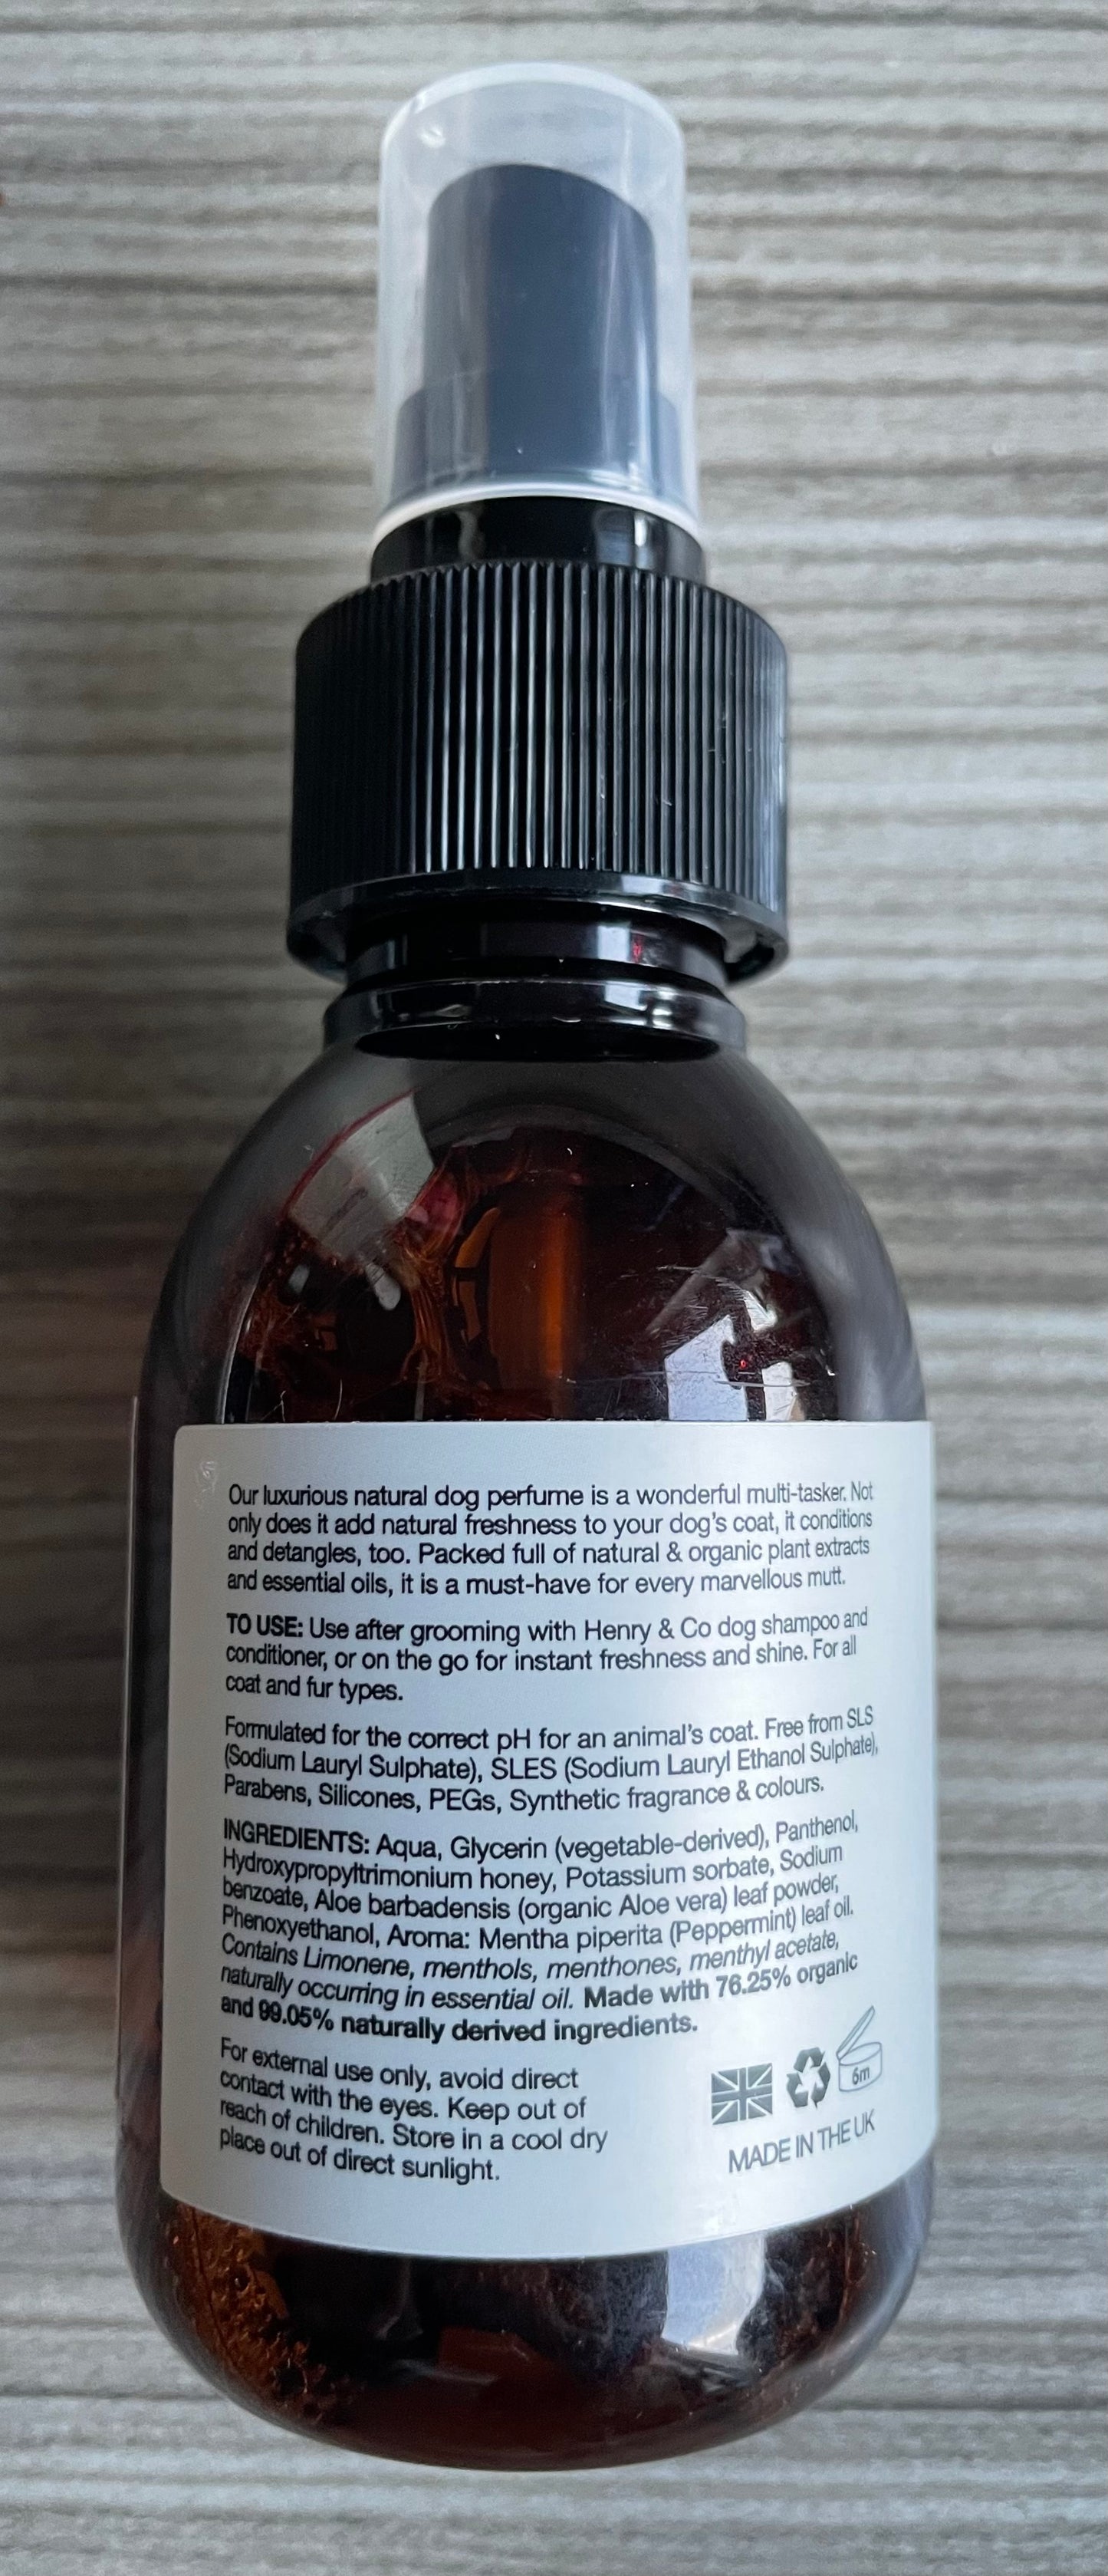 Our luxurious natural dog perfume is a wonderful multi-tasker. Not
only does it add natural freshness to your dog's coat, it conditions
and detangles, too. Packed full of natural & organic plant extracts
and essential oils, it is a must-have for every marvellous mutt.
TO USE: Use after grooming with Henry & Co dog shampoo and
conditioner, or on the go for instant freshness and shine. For all
coat and fur types.
Formulated for the correct pH for an animal's coat. Free from SLS
(Sodium Lauryl Sulphate), SLES (Sodium Lauryl Ethanol Sulphate),
Parabens, Silicones, PEGs, Synthetic fragrance & colours.
INGREDIENTS: Aqua, Glycerin (vegetable-derived), Panthenol,
Hydroxypropyltrimonium honey, Potassium sorbate, Sodium
benzoate, Aloe barbadensis (organic Aloe vera) leaf powder,
Phenoxyethanol, Aroma: Mentha piperita (Peppermint) leaf oil.
Contains Limonene, menthols, menthones, menthyl acetate,
naturally occurring in essential oil. Made with 76.25% organic
and 99.05% naturally derived ingredients.
For external use only, avoid direct
contact with the eyes. Keep out of
reach of children. Store in a cool dry
place out of direct sunlight.
6m
MADE IN THE UK